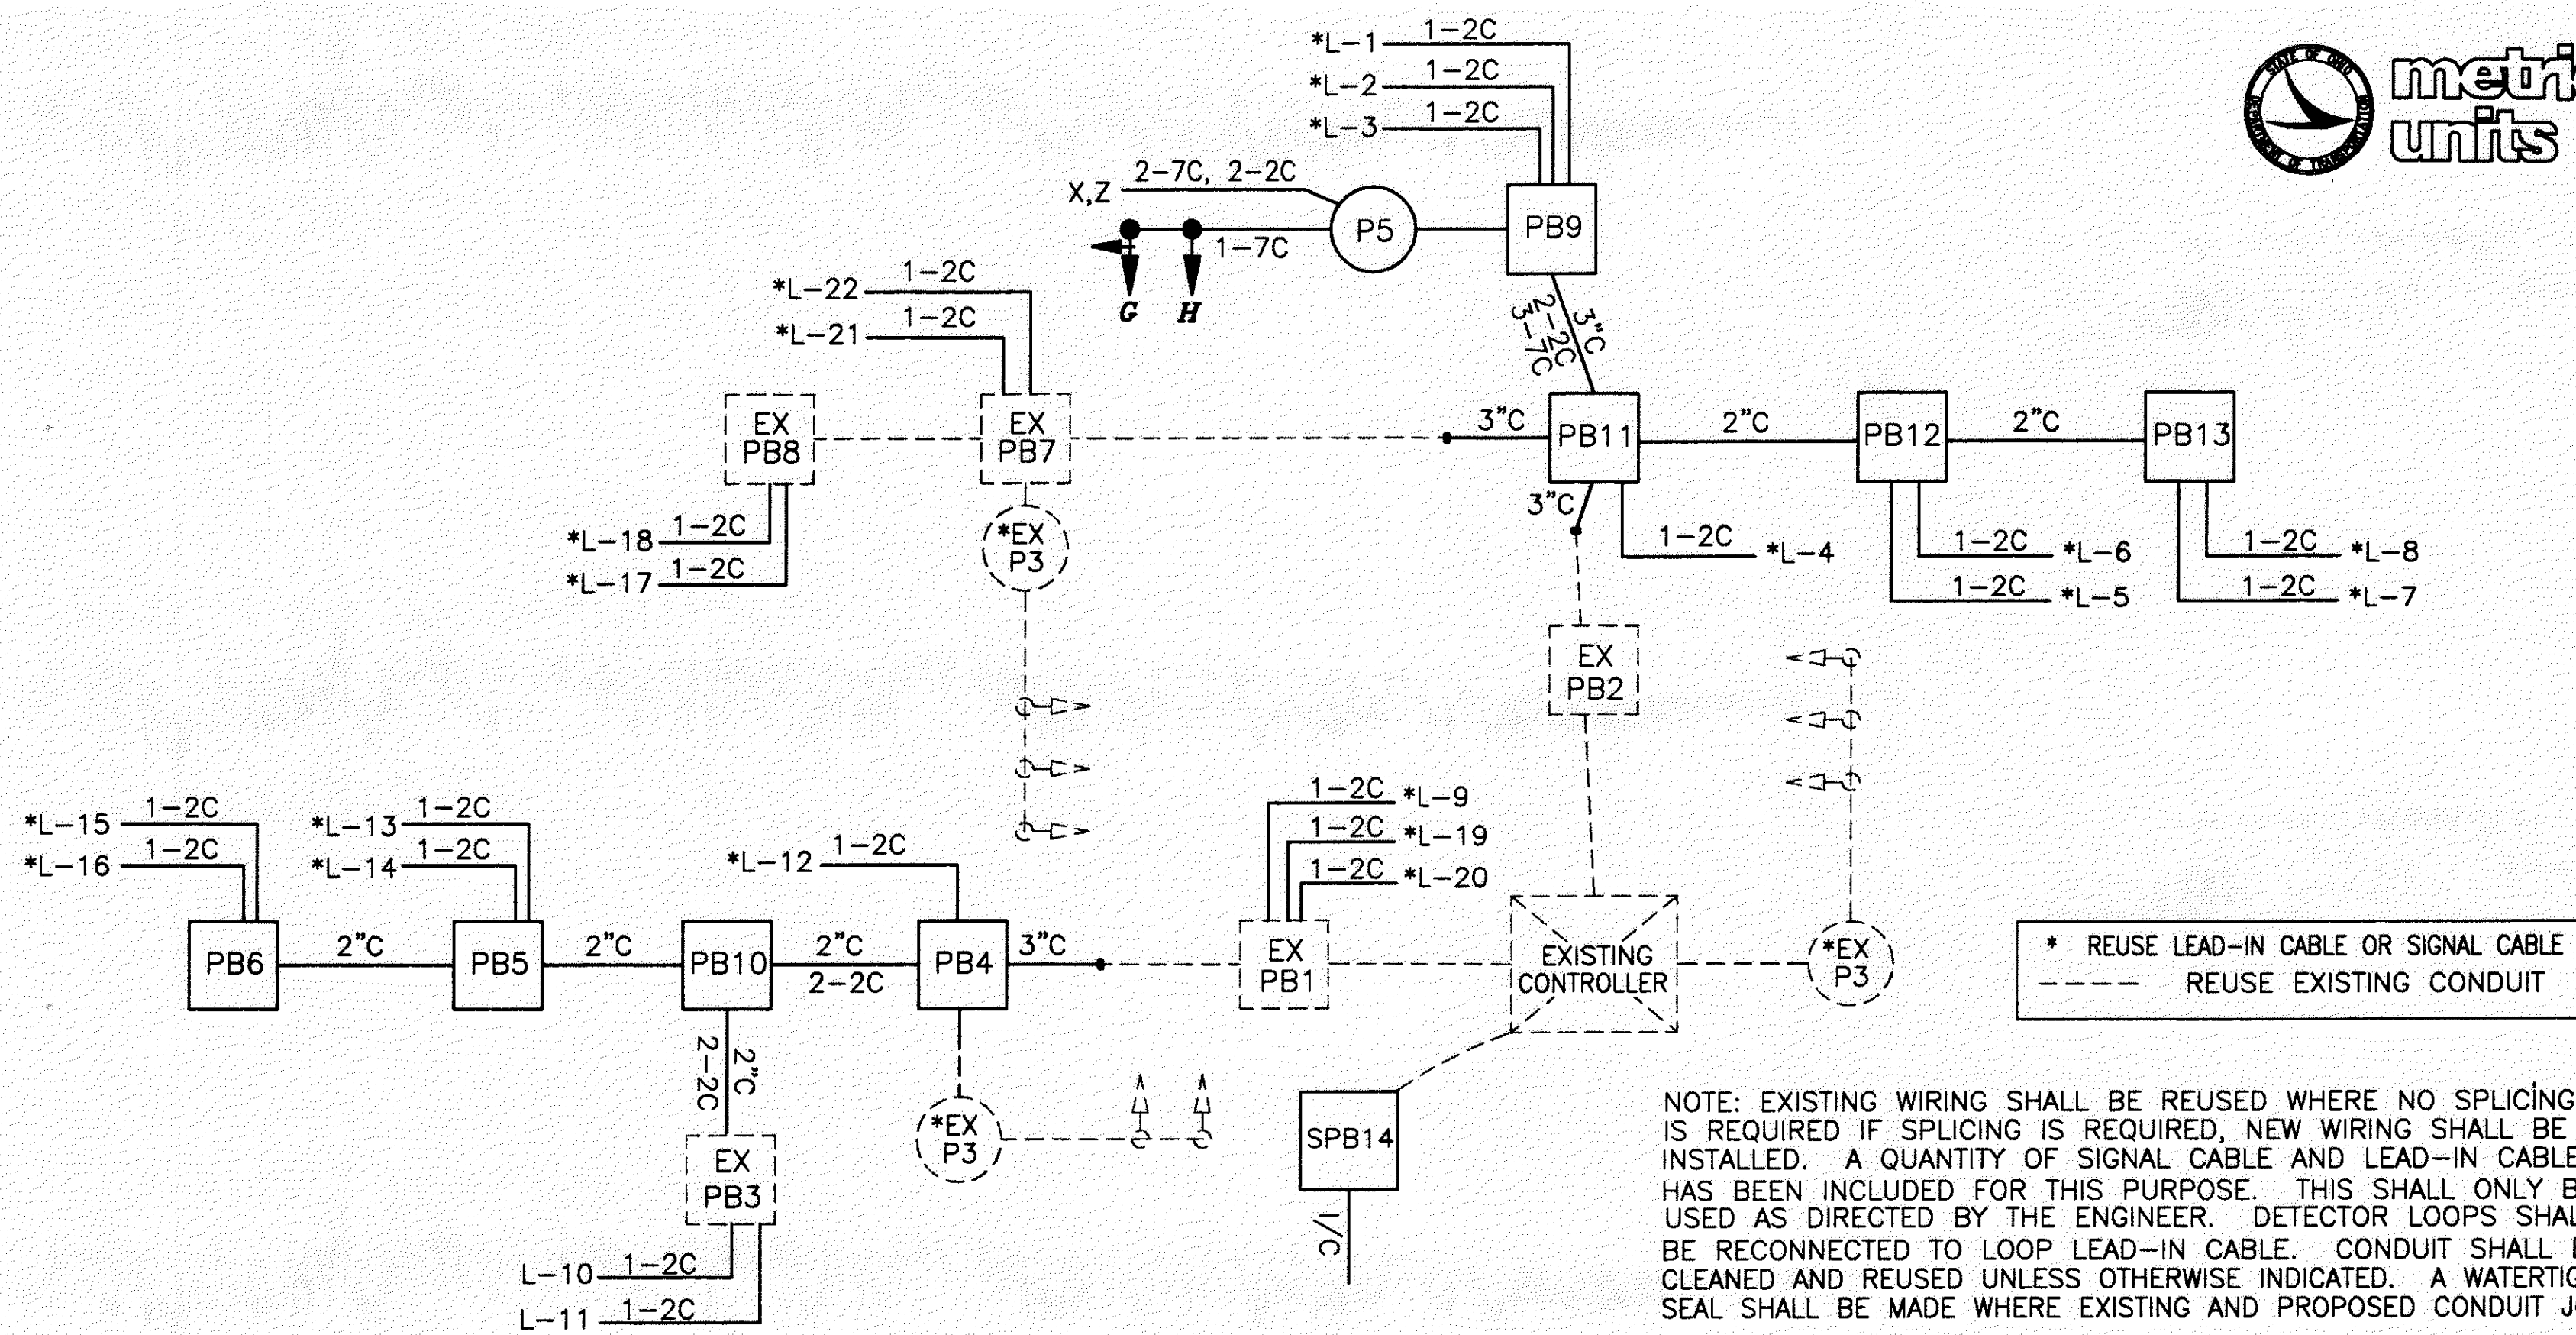 *L-1 1-2C
*L-2 1-2C
*L-3 1-2C
STATE OF OHIO
DEPARTMENT OF TRANSPORTATION
units
X,Z 2-7C, 2-2C
P5
PB9
1-7C
G H
3"C
2-2C
3-7C
*L-22 1-2C
*L-21 1-2C
EX
PB8
EX
PB7
3"C
PB11
2"C
PB12
2"C
PB13
*L-18 1-2C
*L-17 1-2C
*EX
P3
3"C
1-2C *L-4
1-2C *L-6
1-2C *L-5
1-2C *L-8
1-2C *L-7
EX
PB2
*L-15 1-2C
*L-16 1-2C
*L-13 1-2C
*L-14 1-2C
*L-12 1-2C
1-2C *L-9
1-2C *L-19
1-2C *L-20
PB6
2"C
PB5
2"C
PB10
2"C
2-2C
PB4
3"C
EX
PB1
EXISTING
CONTROLLER
*EX
P3
* REUSE LEAD-IN CABLE OR SIGNAL CABLE
----- REUSE EXISTING CONDUIT
2"C
2-2C
*EX
P3
EX
PB3
L-10 1-2C
L-11 1-2C
SPB14
I/C
NOTE: EXISTING WIRING SHALL BE REUSED WHERE NO SPLICING
IS REQUIRED IF SPLICING IS REQUIRED, NEW WIRING SHALL BE
INSTALLED. A QUANTITY OF SIGNAL CABLE AND LEAD-IN CABLE
HAS BEEN INCLUDED FOR THIS PURPOSE. THIS SHALL ONLY
USED AS DIRECTED BY THE ENGINEER. DETECTOR LOOPS
BE RECONNECTED TO LOOP LEAD-IN CABLE. CONDUIT SHALL
CLEANED AND REUSED UNLESS OTHERWISE INDICATED. A
SEAL SHALL BE MADE WHERE EXISTING AND PROPOSED CONDUIT